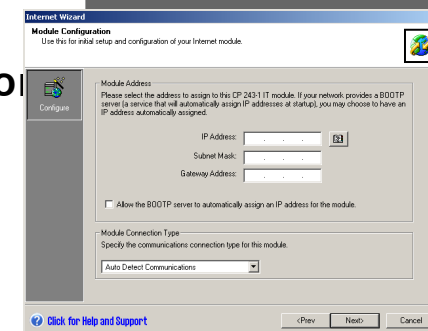 Internet Wizard
Module Configuration
Use this for initial setup and configuration of your Internet module.
Configure
Module Address
Please select the address to assign to this CP 243-1 IT module. If your network provides a BOOTP
server (a service that will automatically assign IP addresses at startup), you may choose to have an
IP address automatically assigned.
IP Address:
Subnet Mask:
Gateway Address:
Allow the BOOTP server to automatically assign an IP address for the module.
Module Connection Type
Specify the communications connection type for this module.
Auto Detect Communications
Click for Help and Support
<Prev
Next>
Cancel